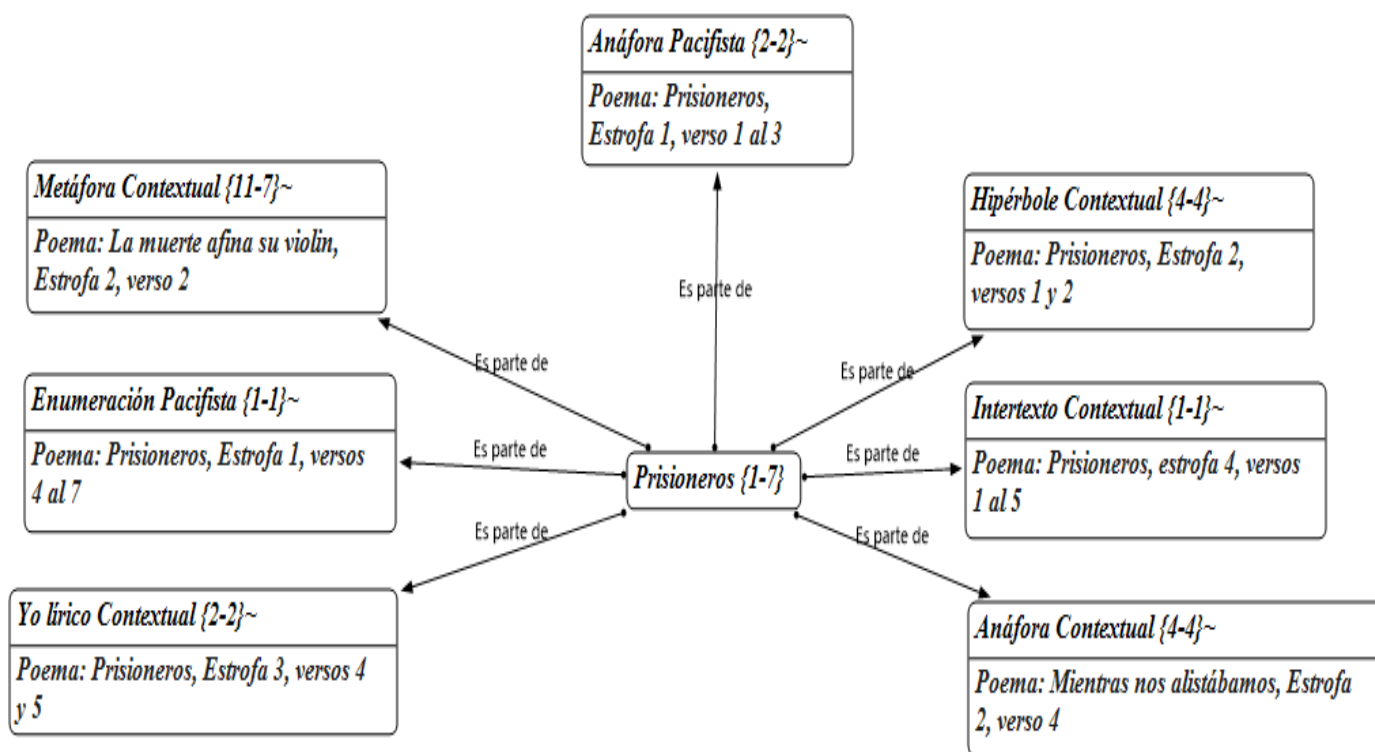 Anáfora Pacifista {2-2}~
Poema: Prisioneros,
Estrofa 1, verso 1 al 3
Metáfora Contextual {11-7}~
Poema: La muerte afina su violin,
Estrofa 2, verso 2
Hipérbole Contextual {4-4}~
Poema: Prisioneros, Estrofa 2,
versos 1 y 2
Es parte de
Es parte de
Es parte de
Enumeración Pacifista {1-1}~
Poema: Prisioneros, Estrofa 1, versos
4 al 7
Es parte de
Prisioneros {1-7}
Es parte de
Intertexto Contextual {1-1}~
Poema: Prisioneros, estrofa 4, versos
1 al 5
Es parte de
Es parte de
Yo lírico Contextual {2-2}~
Poema: Prisioneros, Estrofa 3, versos 4
y 5
Anáfora Contextual {4-4}~
Poema: Mientras nos alistábamos, Estrofa
2, verso 4